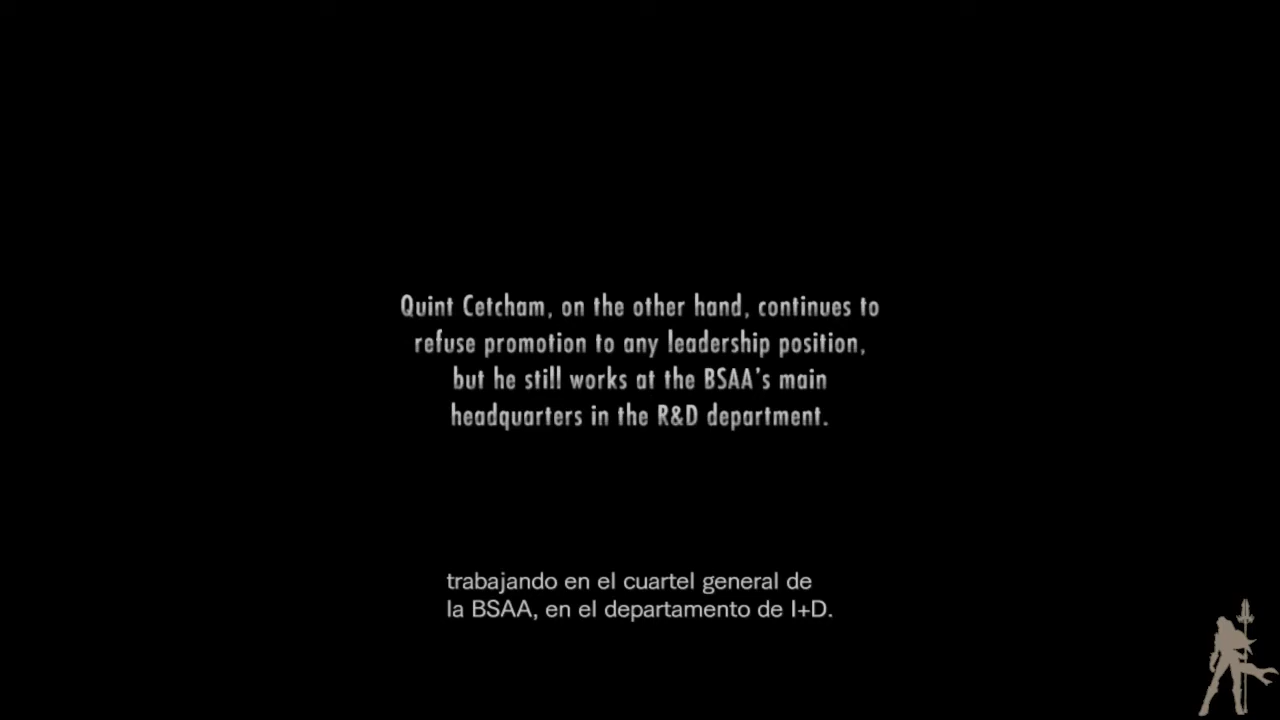 Quint Cetcham, on the other hand, continues to
refuse promotion to any leadership position,
but he still works at the BSAA's main
headquarters in the R&D department.
trabajando en el cuartel general de
la BSAA, en el departamento de I+D.